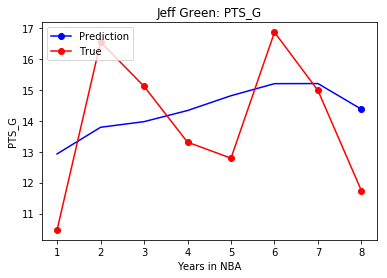 Jeff Green: PTS_G
Prediction
True
17
16
15
14
13
12
11
PTS_G
1 2 3 4 5 6 7 8
Years in NBA